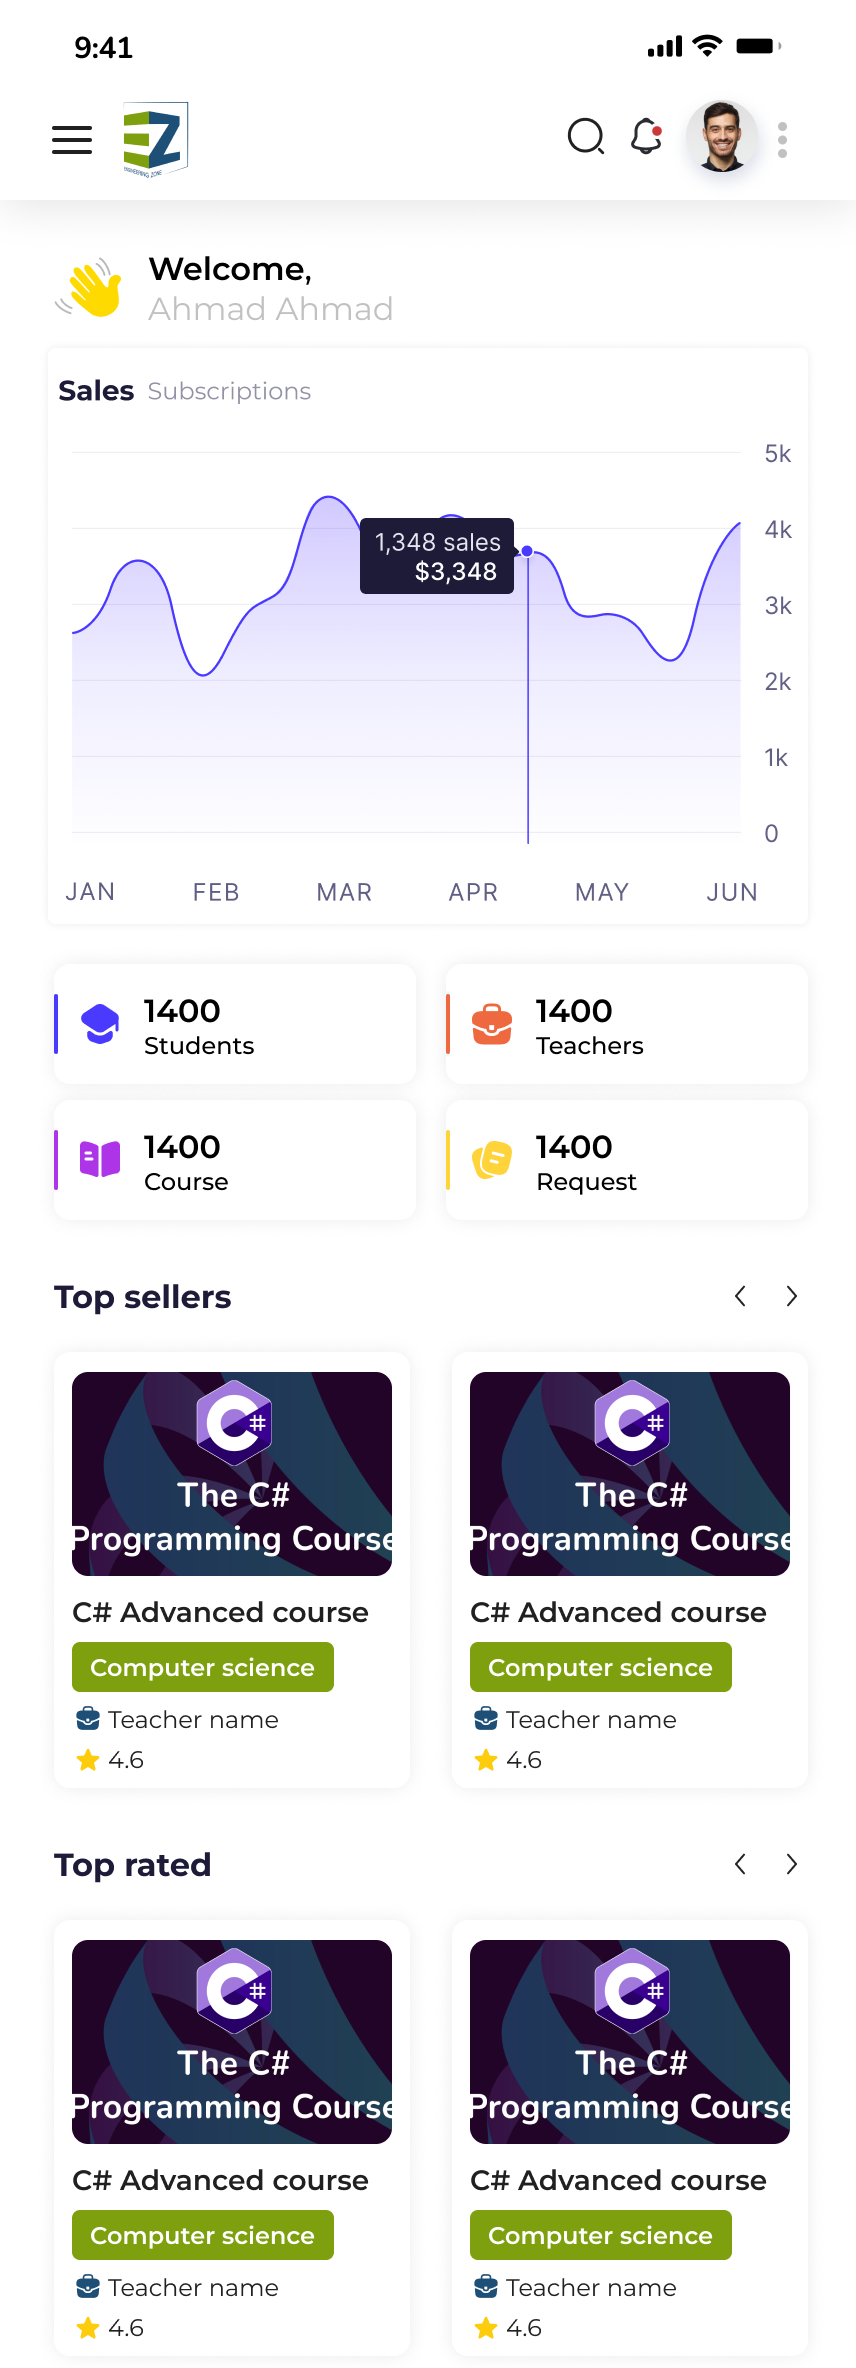 9:41
EZ
ENGINEERING ZONE
Welcome,
Ahmad Ahmad
Sales Subscriptions
5k
4k
3k
2k
1k
0
1,348 sales
$3,348
JAN FEB MAR APR MAY JUN
1400 1400
Students Teachers
1400 1400
Course Request
Top sellers
C# C#
The C# The C#
Programming Course Programming Course
C# Advanced course C# Advanced course
Computer science Computer science
Teacher name Teacher name
4.6 4.6
Top rated
C# C#
The C# The C#
Programming Course Programming Course
C# Advanced course C# Advanced course
Computer science Computer science
Teacher name Teacher name
4.6 4.6